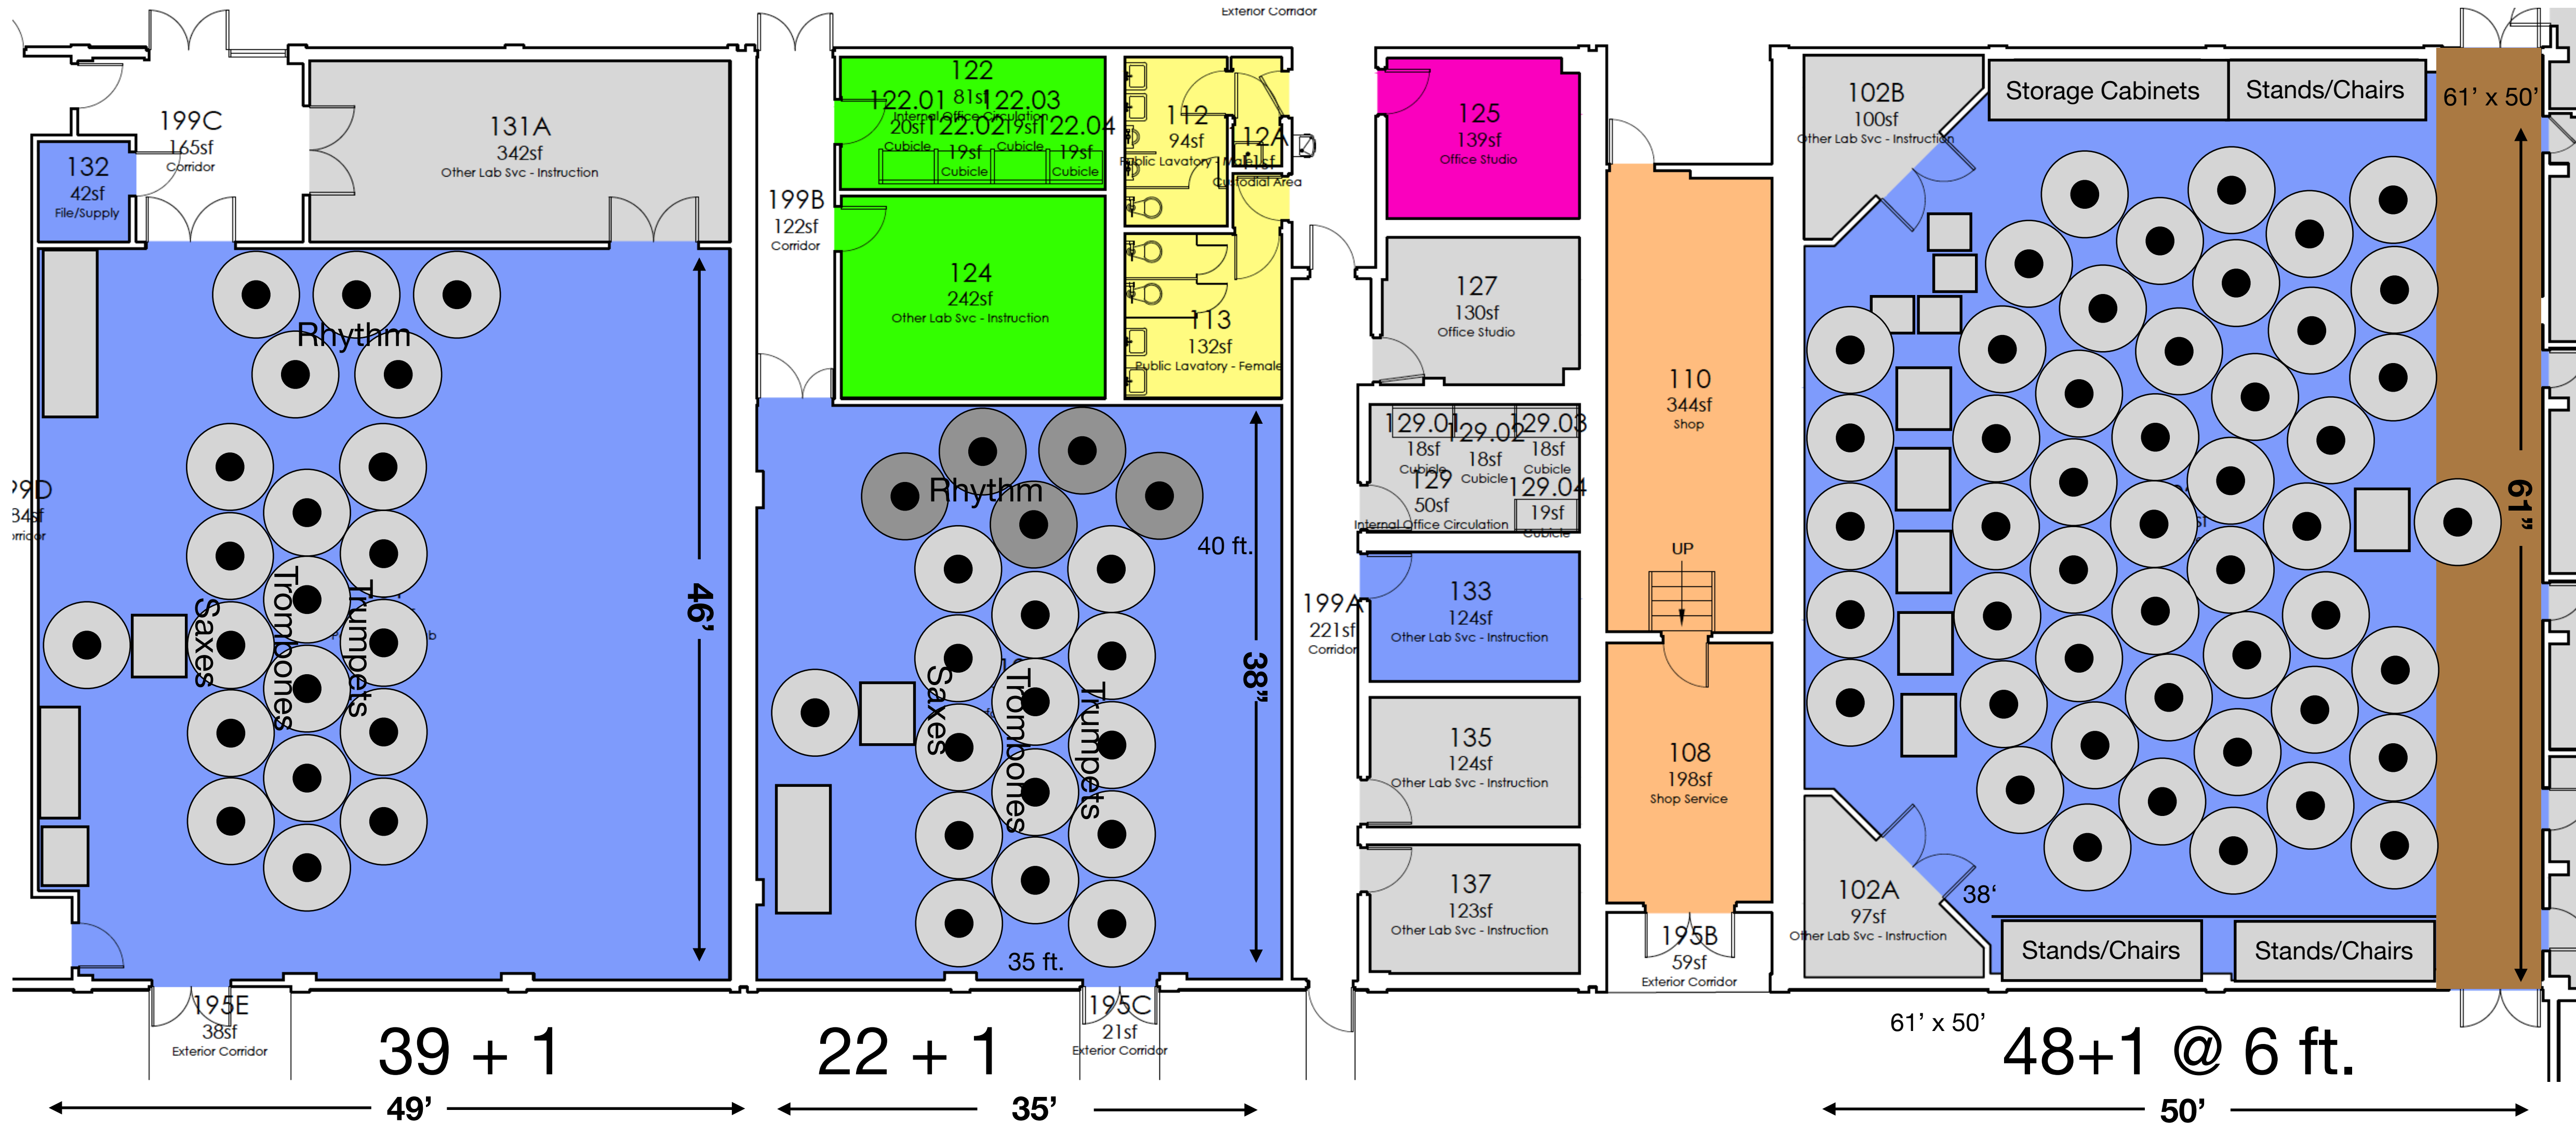 Exterior Corridor
199C
165sf
Corridor
132
42sf
File/Supply
131A
342sf
Other Lab Svc - Instruction
199B
122sf
Corridor
122
81sf
Internal Office Circulation
122.01
20sf
Cubicle
122.02
19sf
Cubicle
122.03
19sf
Cubicle
122.04
19sf
Cubicle
124
242sf
Other Lab Svc - Instruction
112
94sf
Public Lavatory - Male
12A
11sf
Custodial Area
113
132sf
Public Lavatory - Female
125
139sf
Office Studio
127
130sf
Office Studio
129.01
18sf
Cubicle
129.02
18sf
Cubicle
129.03
18sf
Cubicle
129
50sf
Internal Office Circulation
129.04
19sf
Cubicle
133
124sf
Other Lab Svc - Instruction
135
124sf
Other Lab Svc - Instruction
137
123sf
Other Lab Svc - Instruction
199A
221sf
Corridor
110
344sf
Shop
UP
108
198sf
Shop Service
195B
59sf
Exterior Corridor
102B
100sf
Other Lab Svc - Instruction
Storage Cabinets
Stands/Chairs
61’ x 50’
61”
102A
97sf
Other Lab Svc - Instruction
38‘
Stands/Chairs
Stands/Chairs
99D
34sf
Rhythm
Saxes
Trombones
Trumpets
46’
Rhythm
Saxes
Trombones
Trumpets
40 ft.
38”
35 ft.
195E
38sf
Exterior Corridor
195C
21sf
Exterior Corridor
39 + 1
22 + 1
61’ x 50’
48+1 @ 6 ft.
49’
35’
50’